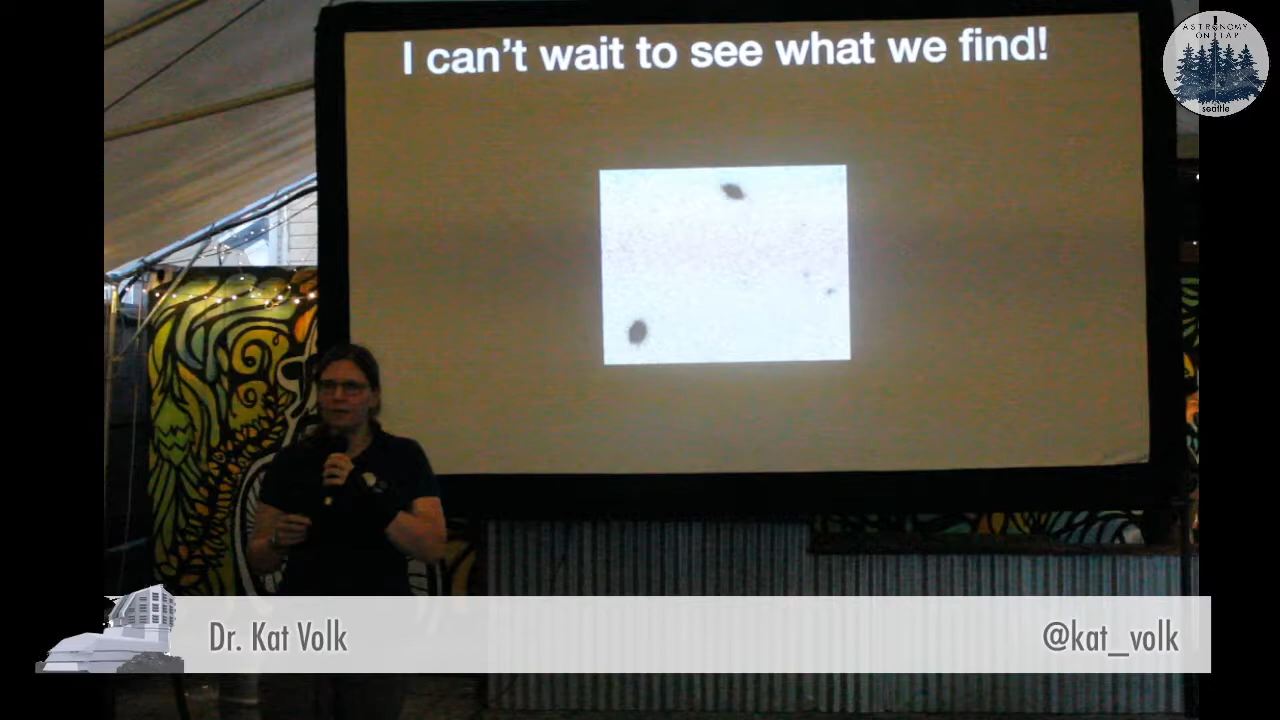 I can't wait to see what we find!
ASTRONOMY
ON TAP
seattle
Dr. Kat Volk
@kat_volk